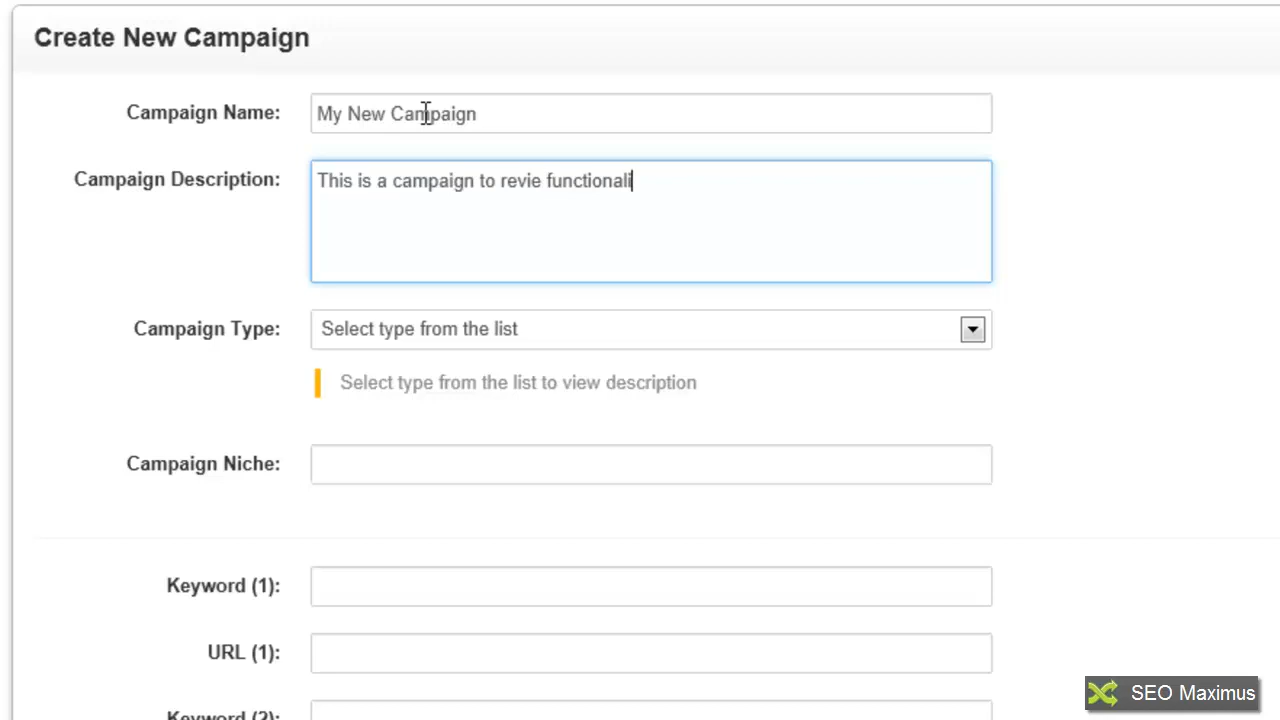 Create New Campaign
Campaign Name: My New Campaign
Campaign Description: This is a campaign to revie functionali
Campaign Type: Select type from the list
Select type from the list to view description
Campaign Niche:
Keyword (1):
URL (1):
Keyword (2):
SEO Maximus